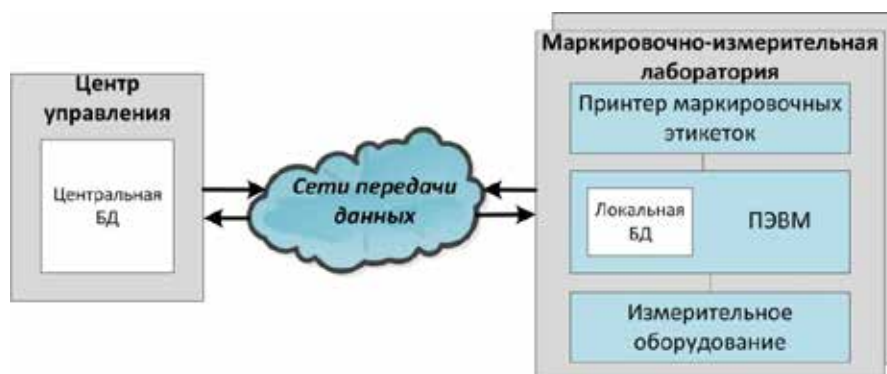 Центр
управления
Центральная
БД
Сети передачи
данных
Маркировочно-измерительная
лаборатория
Принтер маркировочных
этикеток
Локальная
БД
ПЭВМ
Измерительное
оборудование